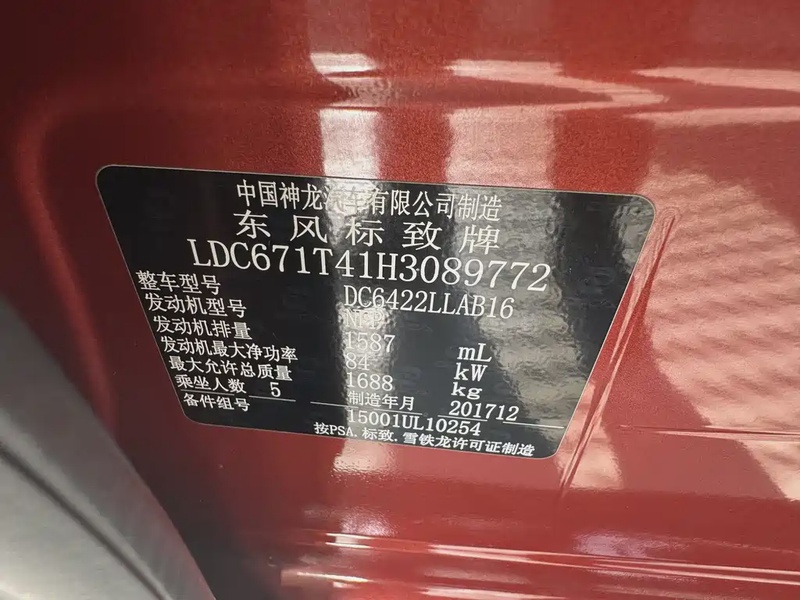 中国神龙汽车有限公司制造
东风标致牌
LDC671T41H3089772
整车型号 DC6422LLAB16
发动机型号
发动机排量 1587 mL
发动机最大净功率 84 kW
最大允许总质量 1688 kg
乘坐人数 5 制造年月 201712
备件组号 15001UL10254
按PSA.标致.雪铁龙许可证制造